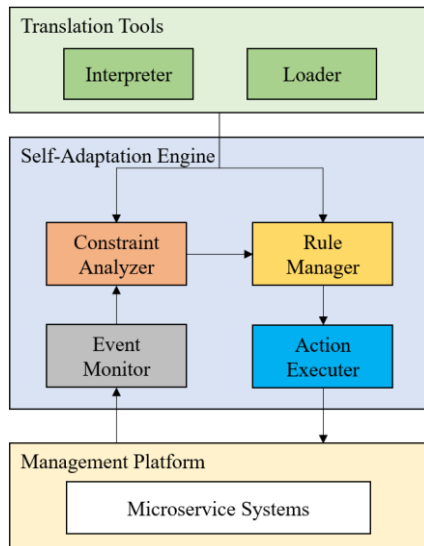 Translation Tools
Interpreter
Loader
Self-Adaptation Engine
Constraint
Analyzer
Rule
Manager
Event
Monitor
Action
Executer
Management Platform
Microservice Systems